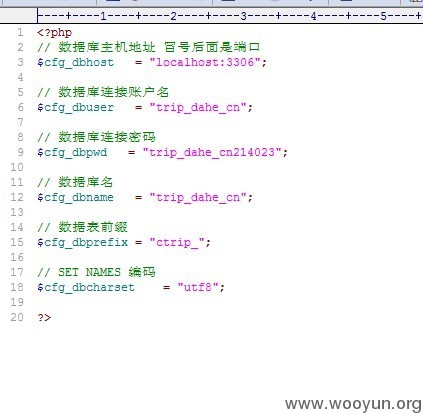 ----+----1----+----2----+----3----+----4----+----5----+
1 <?php
2 // 数据库主机地址 冒号后面是端口
3 $cfg_dbhost = "localhost:3306";
4
5 // 数据库连接账户名
6 $cfg_dbuser = "trip_dahe_cn";
7
8 // 数据库连接密码
9 $cfg_dbpwd = "trip_dahe_cn214023";
10
11 // 数据库名
12 $cfg_dbname = "trip_dahe_cn";
13
14 // 数据表前缀
15 $cfg_dbprefix = "ctrip_";
16
17 // SET NAMES 编码
18 $cfg_dbcharset = "utf8";
19
20 ?>
www.wooyun.org